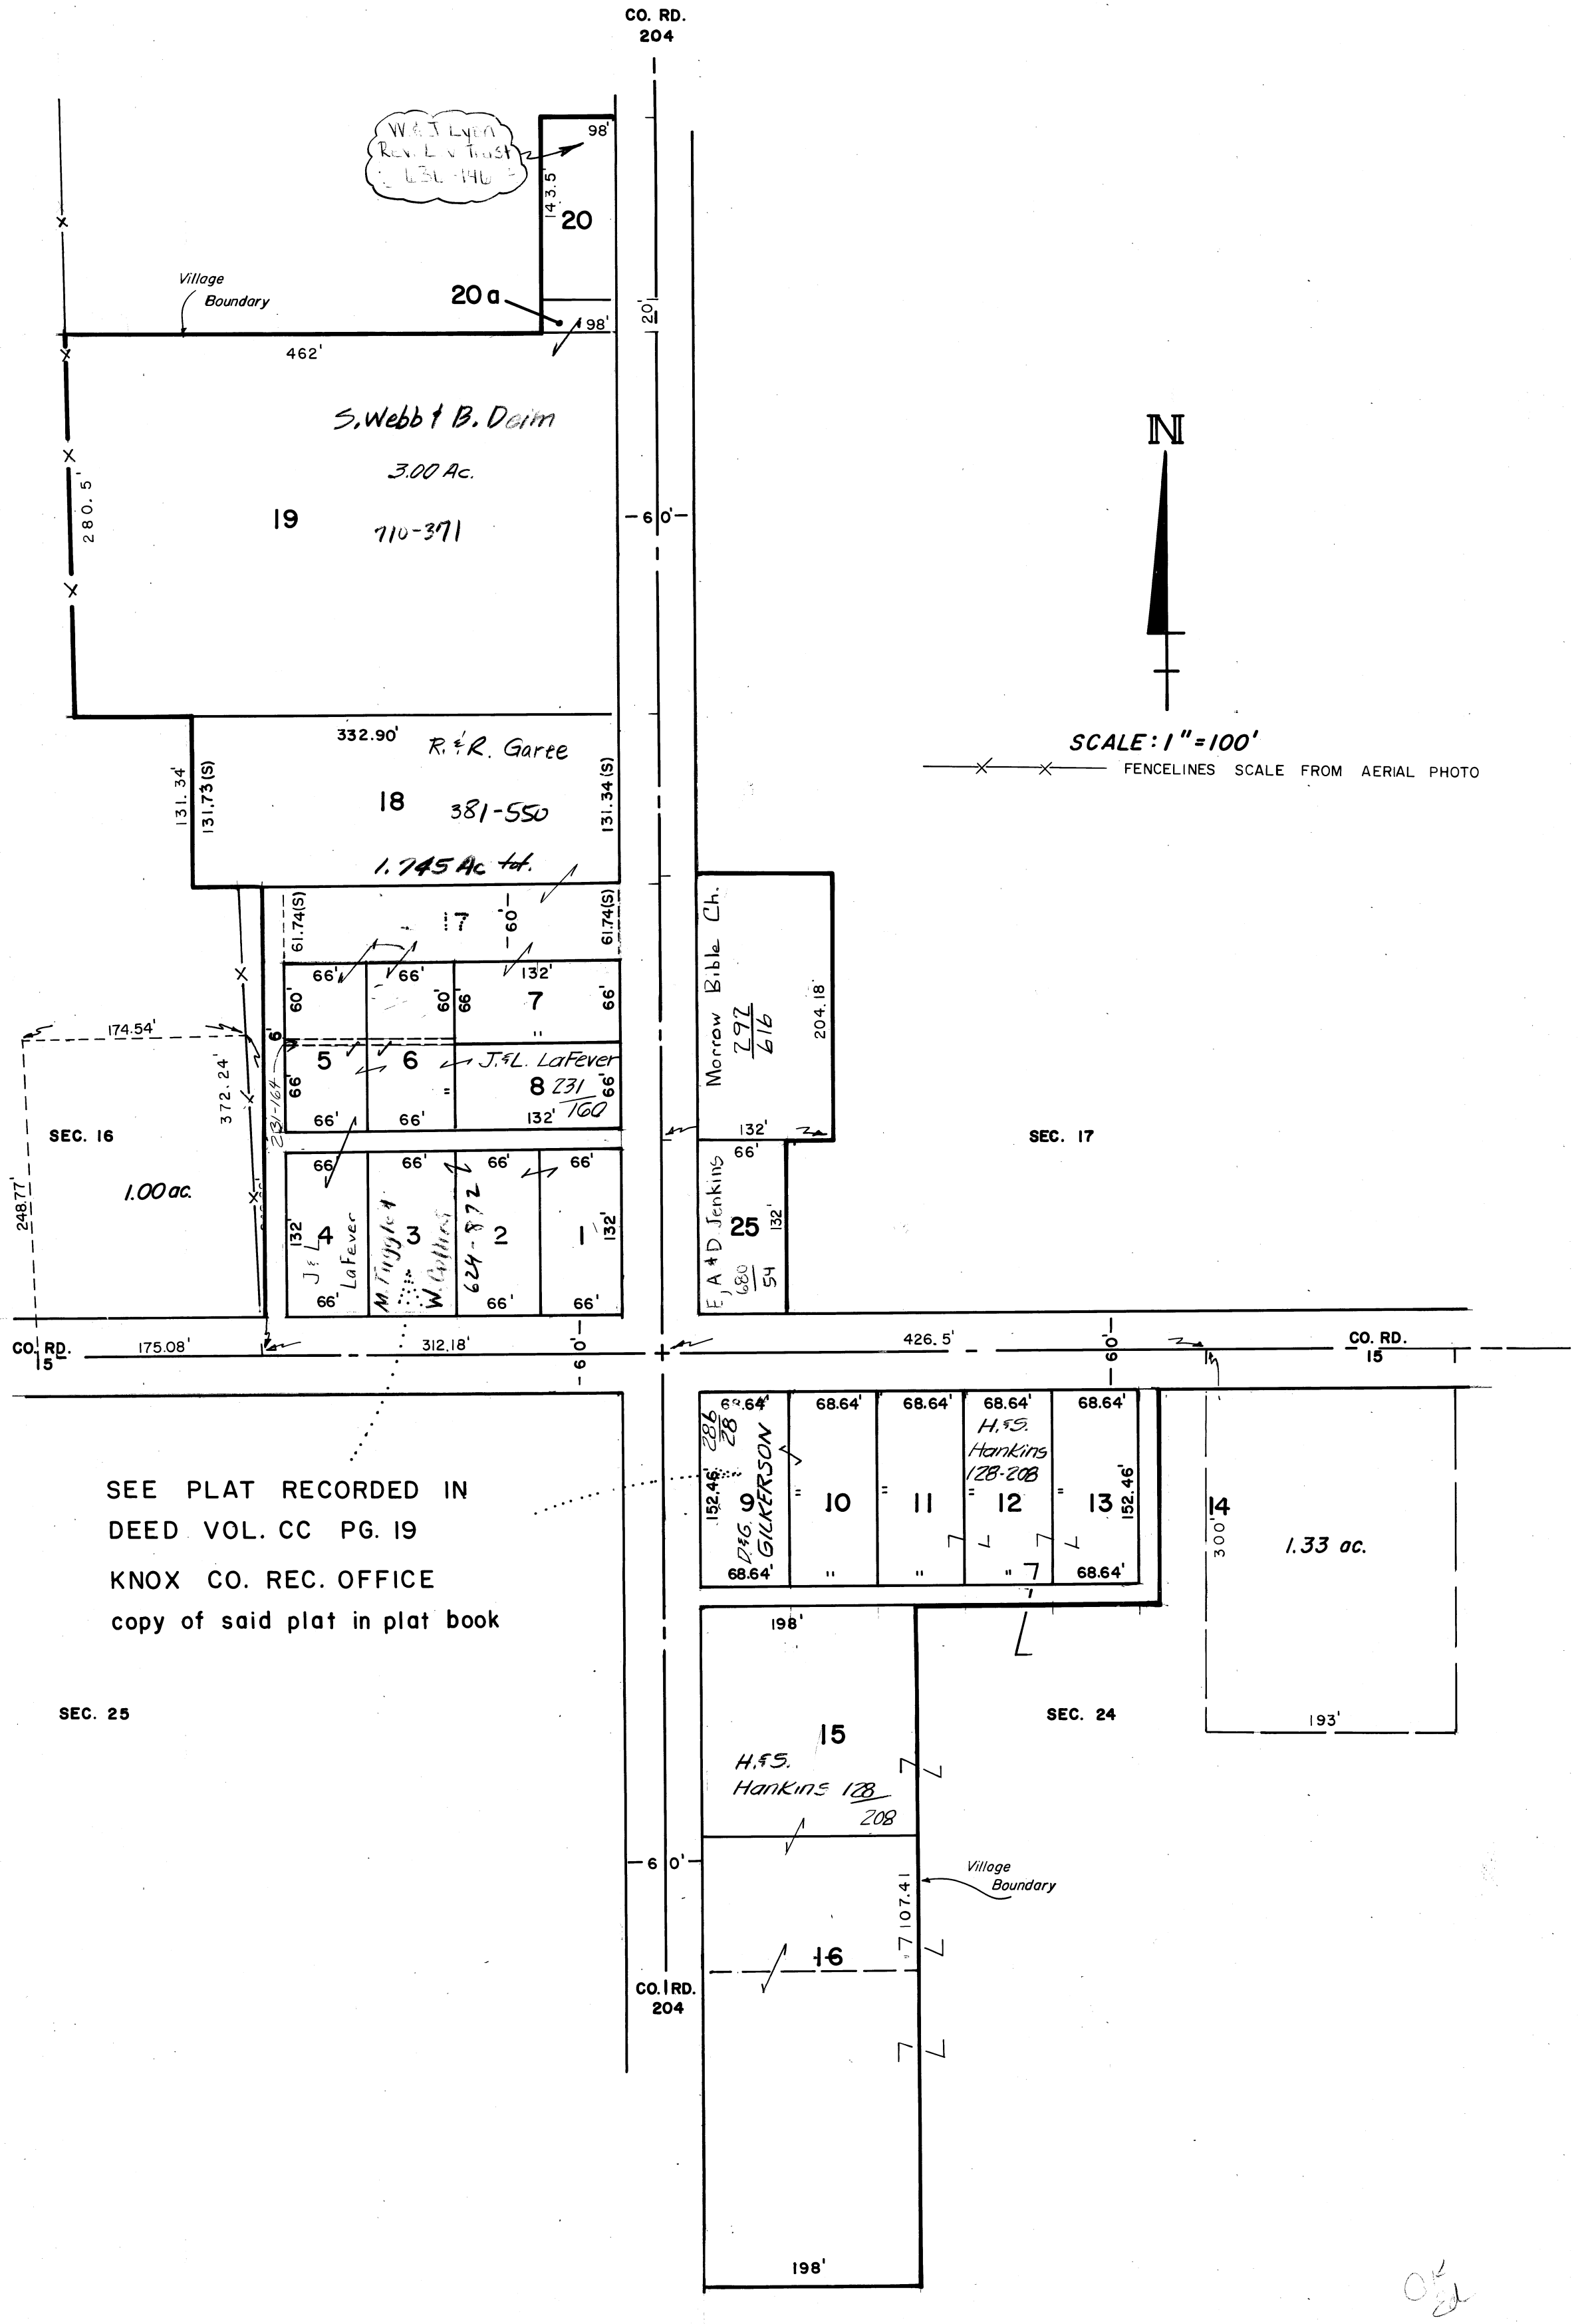 CO. RD.
204
W. & J Lyon
Trust
98'
143.5'
20
Village
Boundary
20a
98'
20'
462'
S. Webb & B. Deim
3.00 Ac.
280.5'
19
710-371
60'
N
SCALE: 1"=100'
FENCELINES SCALE FROM AERIAL PHOTO
332.90'
R. & R. Garee
131.34'
131.73(S)
18
381-550
131.34(S)
1.745 Ac tot.
61.74(S)
17
60'
61.74(S)
Morrow Bible Ch.
292
616
204.18'
66'
66'
132'
60'
60'
66'
7
66'
"
174.54'
6'
372.24'
231-164
5
6
J.&L. LaFever
66'
=
8
231
160
66'
66'
66'
132'
132'
SEC. 16
SEC. 17
1.00 ac.
248.77'
66'
66'
66'
66'
66'
132'
4
3
2
1
132'
J & L
LaFever
W. Collins
624-872
66'
66'
66'
E, A & D. Jenkins
680
54
25
132'
CO. RD.
15
175.08'
312.18'
60'
426.5'
60'
CO. RD.
15
68.64'
68.64'
68.64'
68.64'
68.64'
286
28
H. & S.
Hankins
128-208
152.46'
9
=
10
=
11
=
12
=
13
152.46'
D&G.
GILKERSON
68.64'
"
"
"
68.64'
14
300'
1.33 ac.
193'
SEE PLAT RECORDED IN
DEED VOL. CC PG. 19
KNOX CO. REC. OFFICE
copy of said plat in plat book
198'
SEC. 25
SEC. 24
15
H. & S.
Hankins 128
208
60'
Village
Boundary
107.41
16
CO. RD.
204
198'